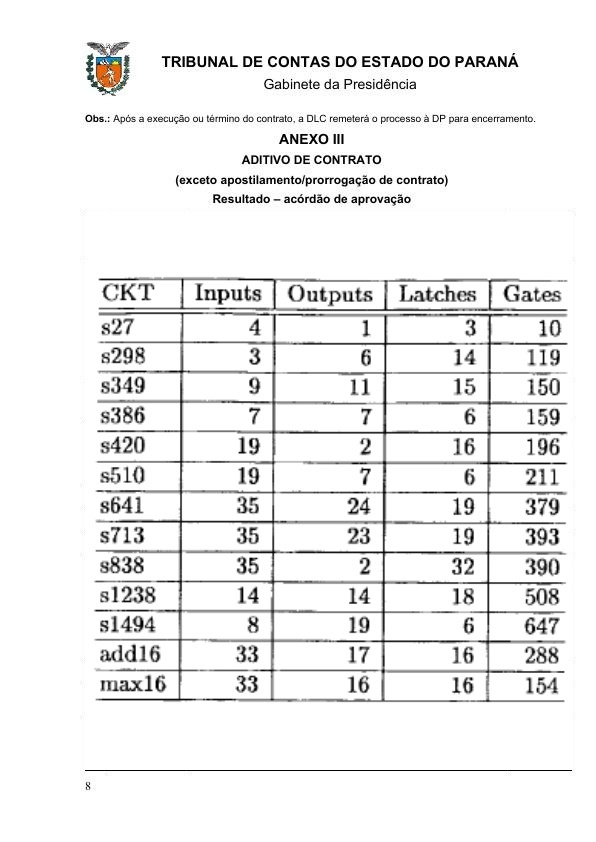 TRIBUNAL DE CONTAS DO ESTADO DO PARANÁ
Gabinete da Presidência
Obs.: Após a execução ou término do contrato, a DLC remeterá o processo à DP para encerramento.
ANEXO III
ADITIVO DE CONTRATO
(exceto apostilamento/prorrogação de contrato)
Resultado – acórdão de aprovação
CKT Inputs Outputs Latches Gates
s27 4 1 3 10
s298 3 6 14 119
s349 9 11 15 150
s386 7 7 6 159
s420 19 2 16 196
s510 19 7 6 211
s641 35 24 19 379
s713 35 23 19 393
s838 35 2 32 390
s1238 14 14 18 508
s1494 8 19 6 647
add16 33 17 16 288
max16 33 16 16 154
8